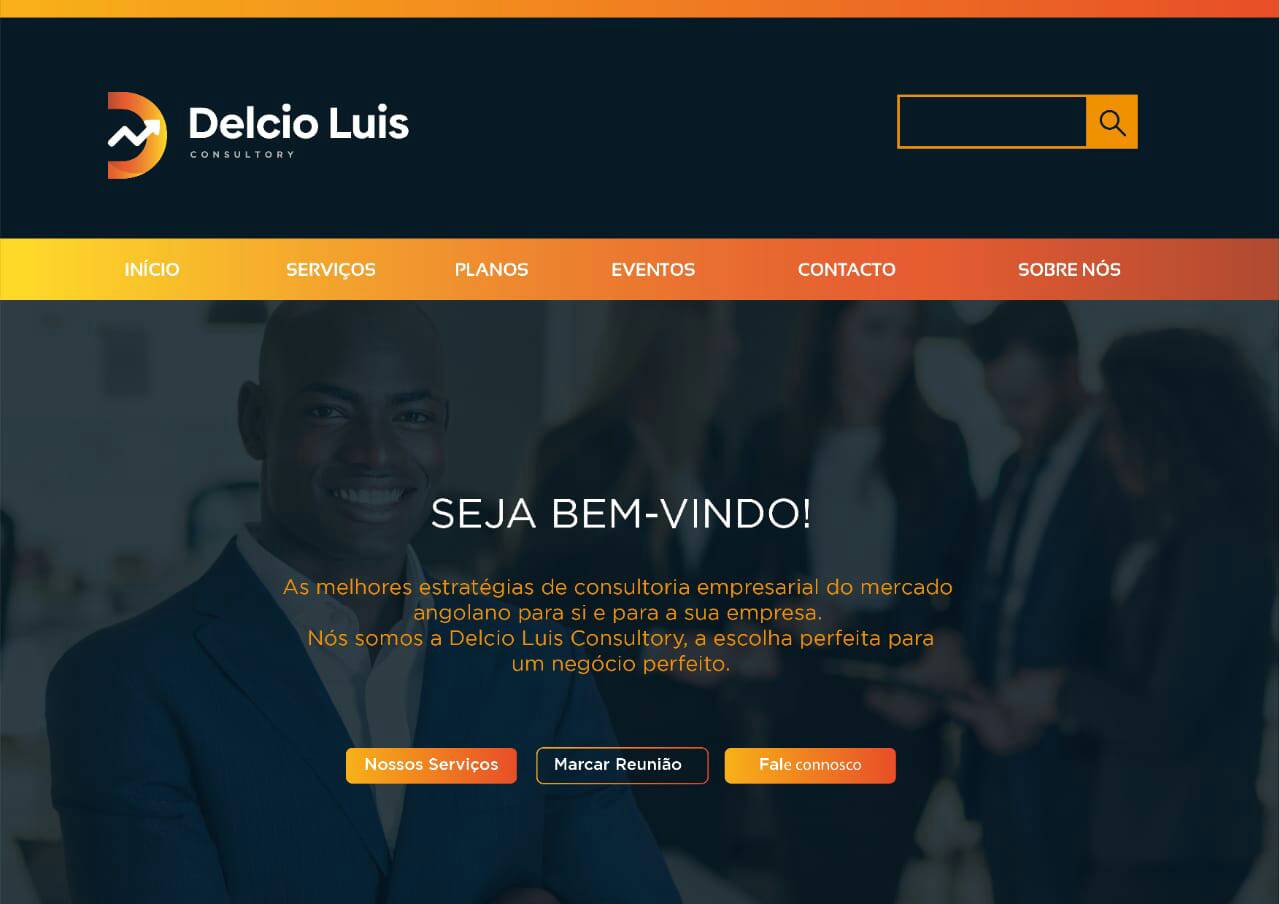 Delcio Luis
CONSULTORY
INÍCIO SERVIÇOS PLANOS EVENTOS CONTACTO SOBRE NÓS
SEJA BEM-VINDO!
As melhores estratégias de consultoria empresarial do mercado
angolano para si e para a sua empresa.
Nós somos a Delcio Luis Consultory, a escolha perfeita para
um negócio perfeito.
Nossos Serviços Marcar Reunião Fale connosco